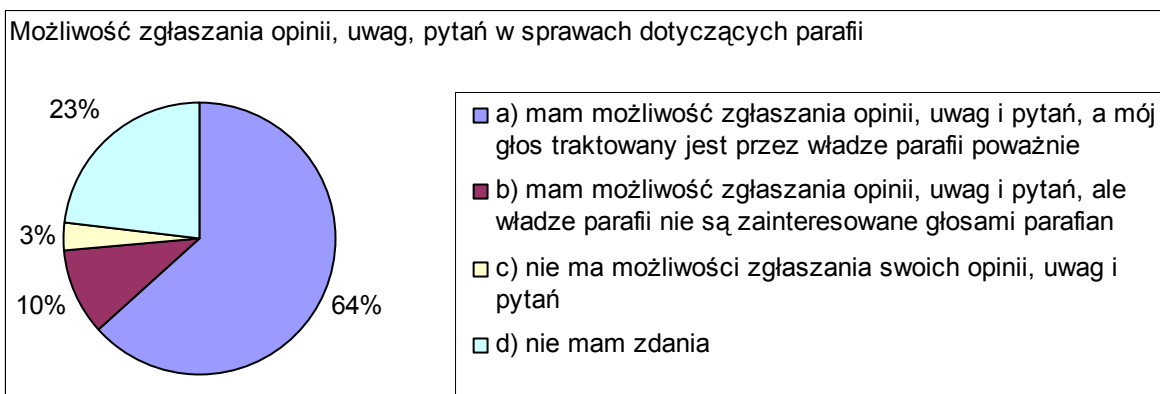 Możliwość zgłaszania opinii, uwag, pytań w sprawach dotyczących parafii
23%
3%
10%
64%
a) mam możliwość zgłaszania opinii, uwag i pytań, a mój
głos traktowany jest przez władze parafii poważnie
b) mam możliwość zgłaszania opinii, uwag i pytań, ale
władze parafii nie są zainteresowane głosami parafian
c) nie ma możliwości zgłaszania swoich opinii, uwag i
pytań
d) nie mam zdania